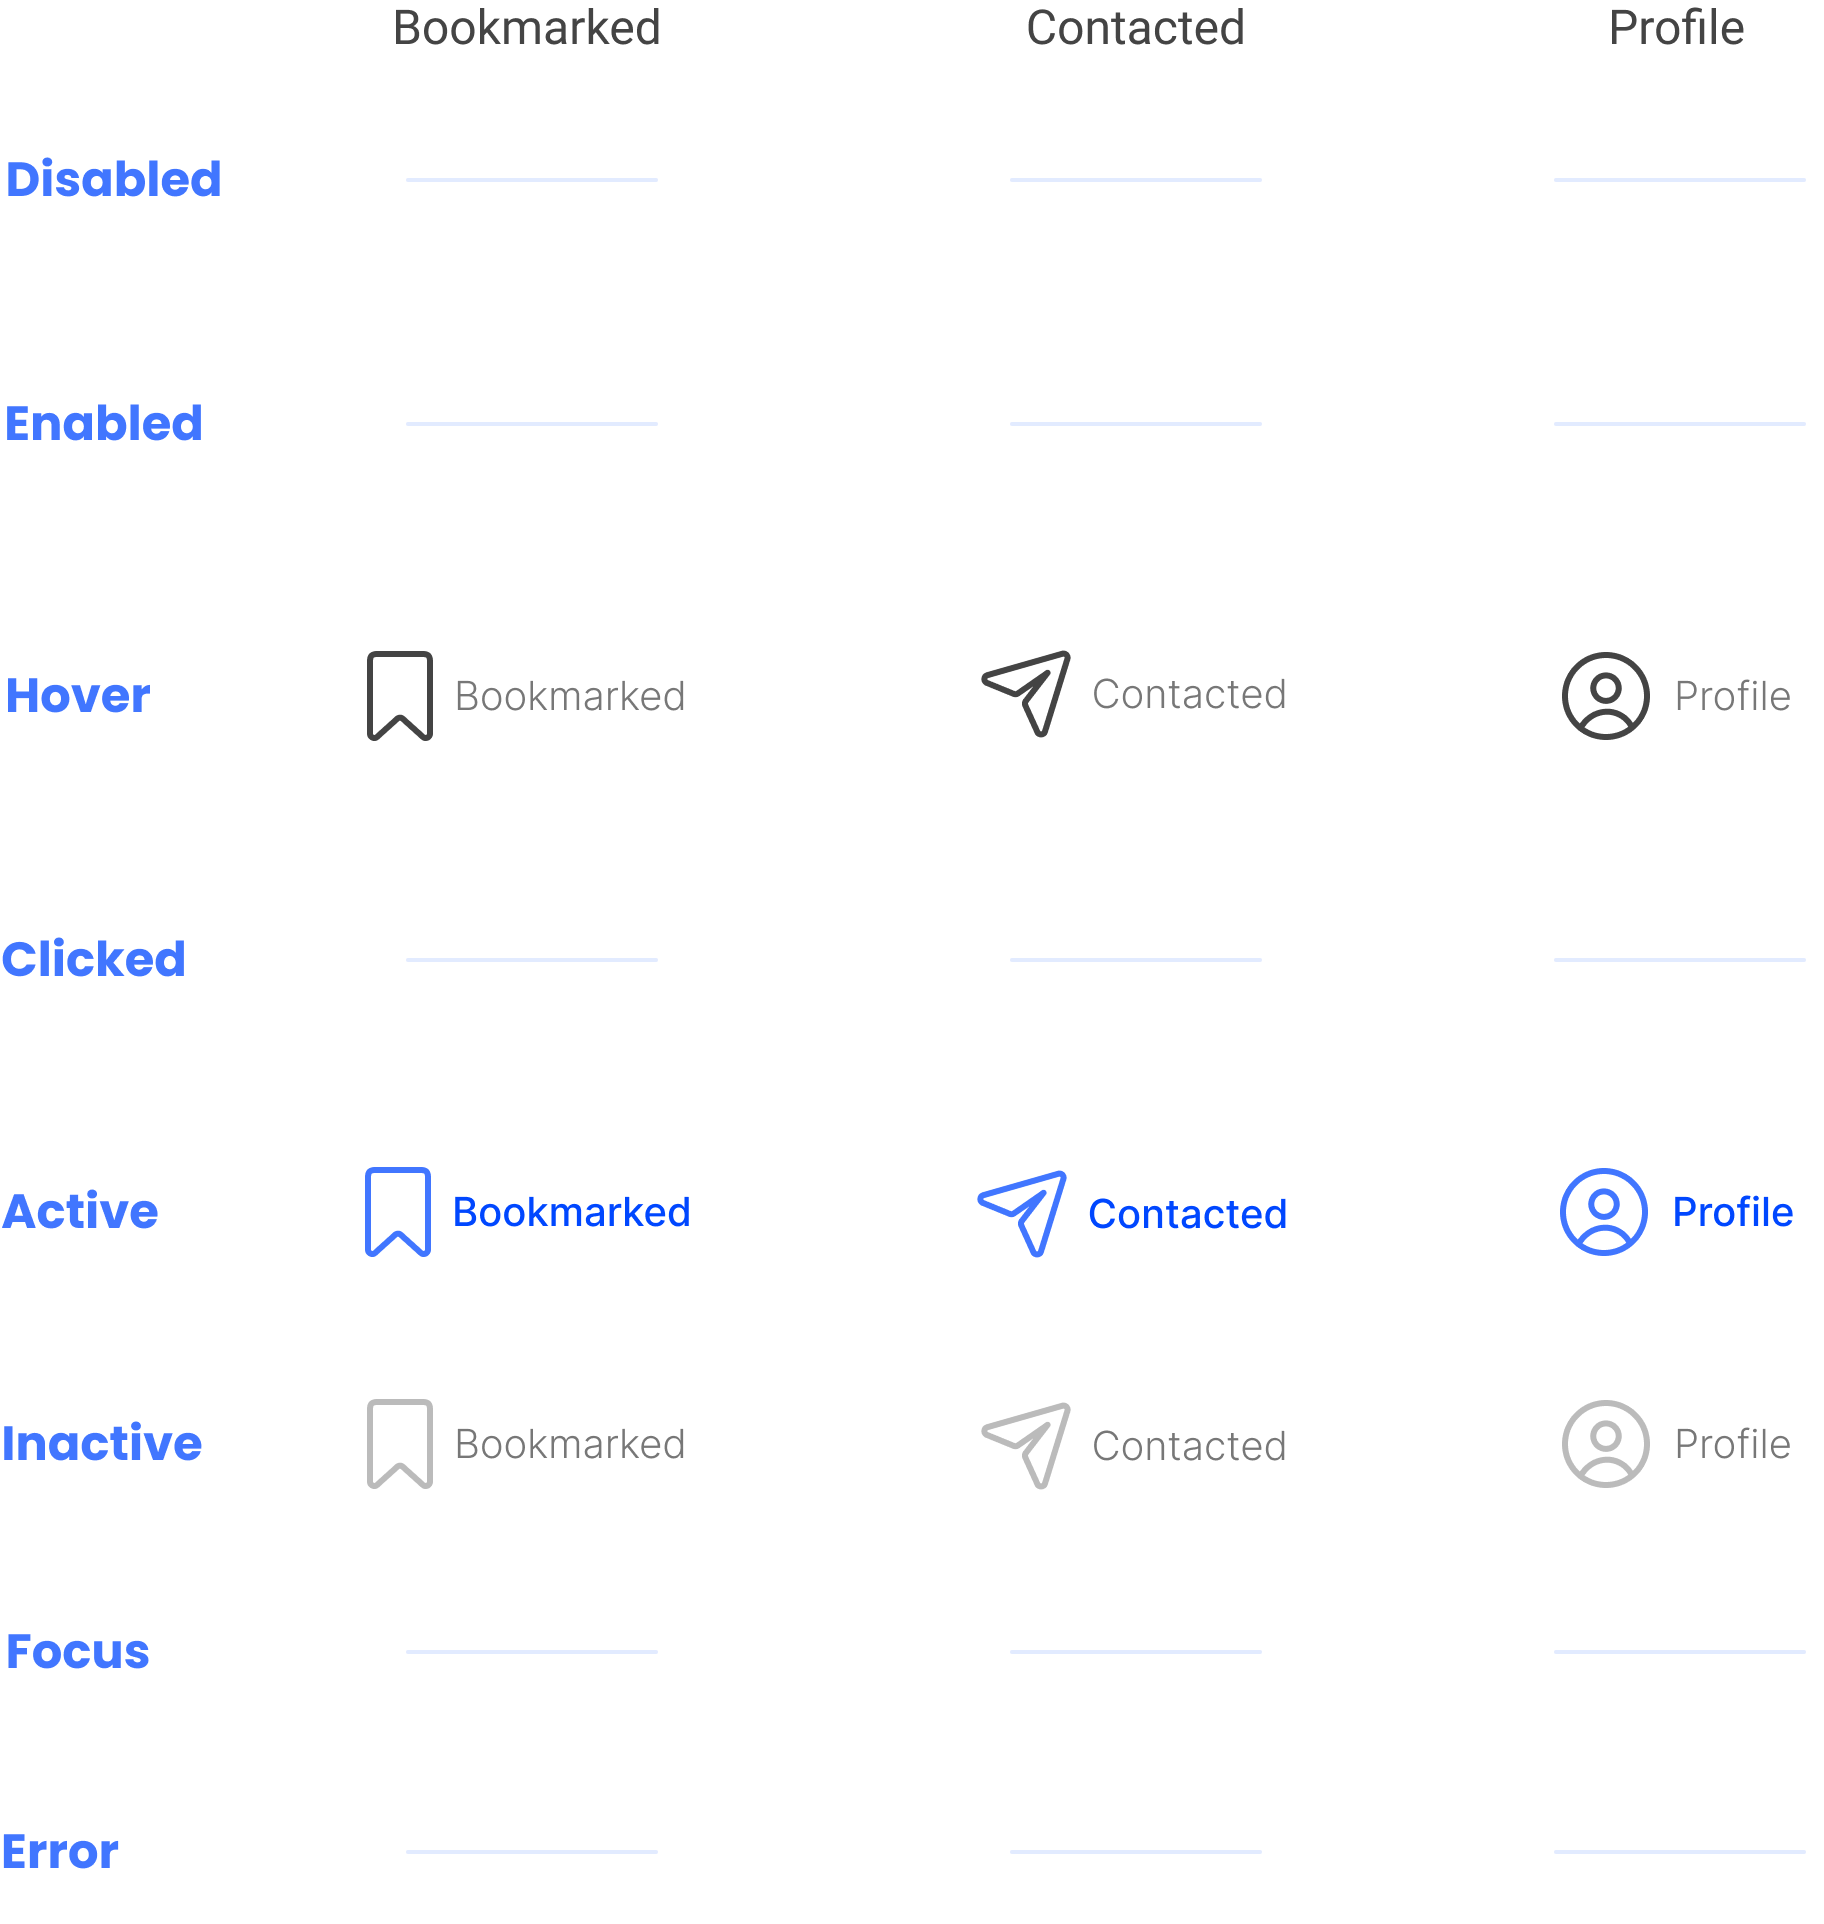 Bookmarked Contacted Profile
Disabled
Enabled
Hover Bookmarked Contacted Profile
Clicked
Active Bookmarked Contacted Profile
Inactive Bookmarked Contacted Profile
Focus
Error